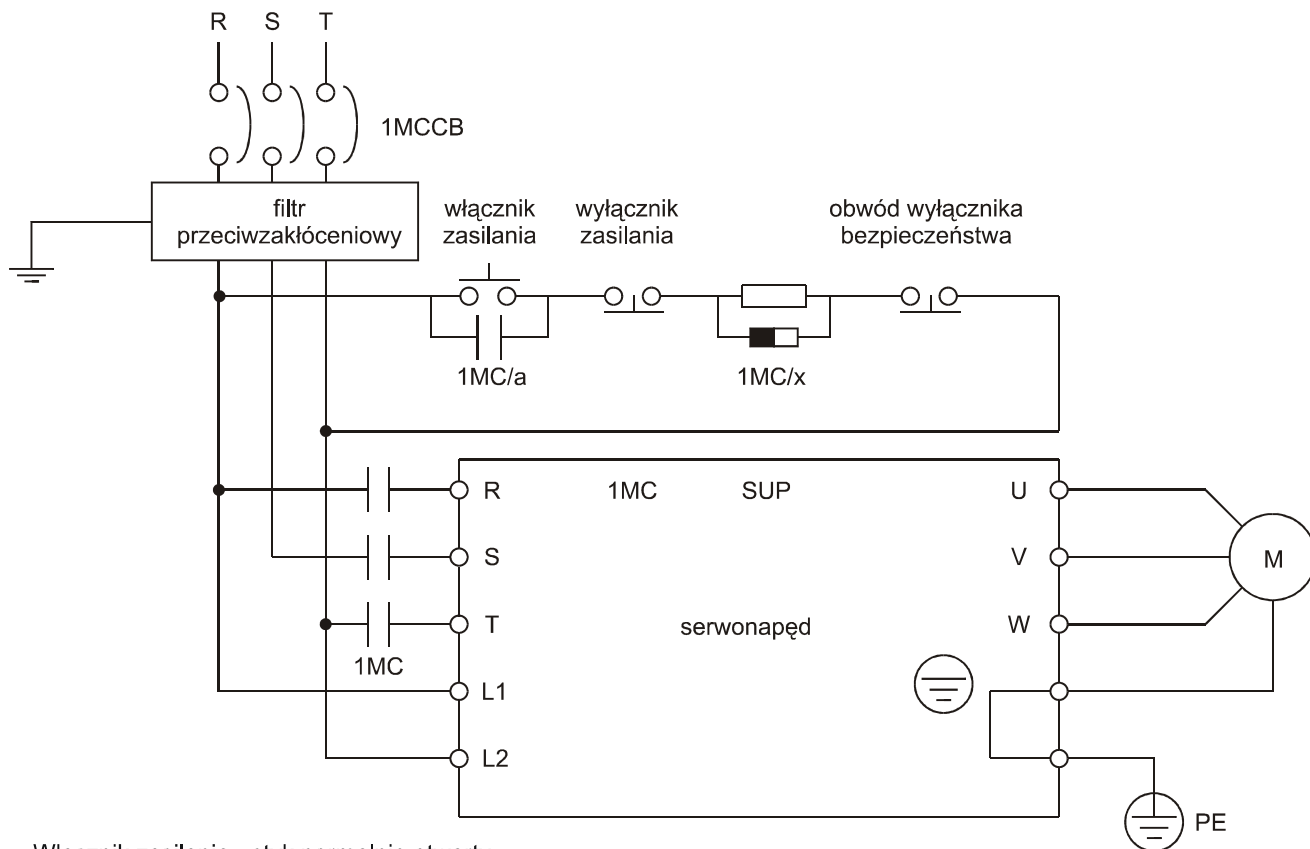 R S T
1MCCB
filtr
przeciwzakłóceniowy
włącznik
zasilania
wyłącznik
zasilania
obwód wyłącznika
bezpieczeństwa
1MC/a
1MC/x
R
1MC
SUP
U
S
V
M
T
serwonapęd
W
1MC
L1
L2
PE